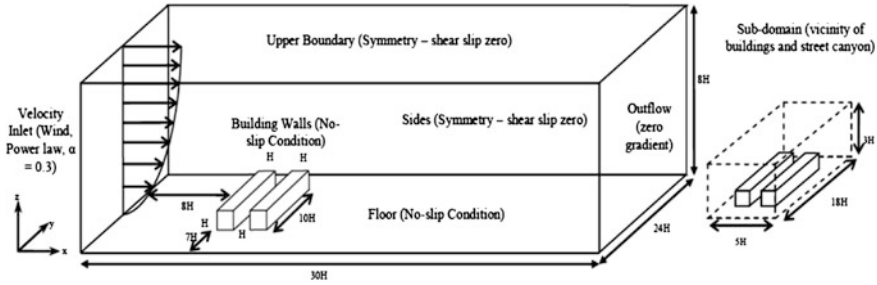 Upper Boundary (Symmetry – shear slip zero)
Sub-domain (vicinity of
buildings and street canyon)
8H
Velocity
Inlet (Wind,
Power law, α
= 0.3)
Building Walls (No-
slip Condition)
Sides (Symmetry – shear slip zero)
Outflow
(zero
gradient)
H H
3H
8H
10H
H
H
7H
Floor (No-slip Condition)
24H
18H
5H
30H
z
y
x